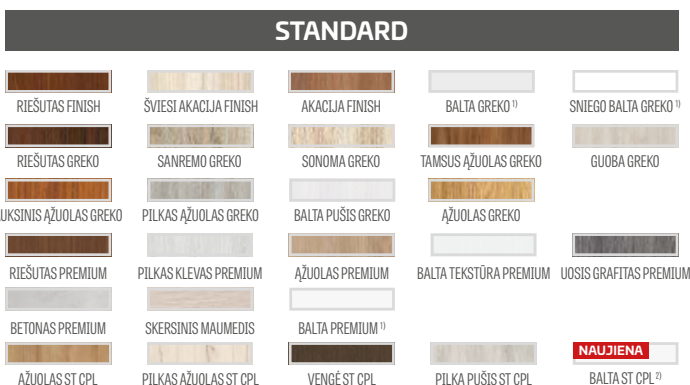 STANDARD
RIEŠUTAS FINISH ŠVIESI AKACIJA FINISH AKACIJA FINISH BALTA GREKO 1) SNIEGO BALTA GREKO 1)
RIEŠUTAS GREKO SANREMO GREKO SONOMA GREKO TAMSUS ĄŽUOLAS GREKO GUOBA GREKO
UKSINIS ĄŽUOLAS GREKO PILKAS ĄŽUOLAS GREKO BALTA PUŠIS GREKO ĄŽUOLAS GREKO
RIEŠUTAS PREMIUM PILKAS KLEVAS PREMIUM ĄŽUOLAS PREMIUM BALTA TEKSTŪRA PREMIUM UOSIS GRAFITAS PREMIUM
BETONAS PREMIUM SKERSINIS MAUMEDIS BALTA PREMIUM 1)
NAUJIENA
AŽUOLAS ST CPL PILKAS ĄŽUOLAS ST CPL VENGĖ ST CPL PILKA PUŠIS ST CPL BALTA ST CPL 2)